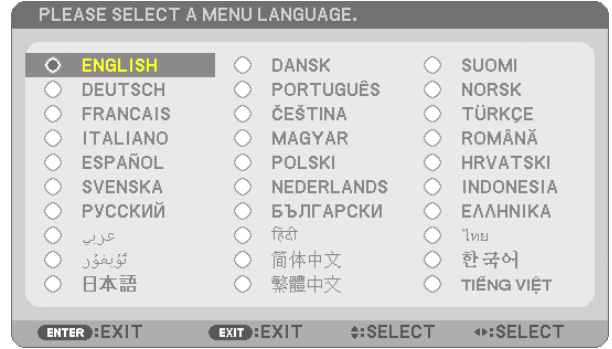 PLEASE SELECT A MENU LANGUAGE.
ENGLISH DANSK SUOMI
DEUTSCH PORTUGUÊS NORSK
FRANCAIS ČEŠTINA TÜRKÇE
ITALIANO MAGYAR ROMÂNĂ
ESPAÑOL POLSKI HRVATSKI
SVENSKA NEDERLANDS INDONESIA
РУССКИЙ БЪЛГАРСКИ ΕΛΛΗΝΙΚΑ
عربي हिंदी ไทย
ئۇيغۇر 简体中文 한국어
日本語 繁體中文 TIẾNG VIỆT
ENTER :EXIT EXIT :EXIT :SELECT :SELECT